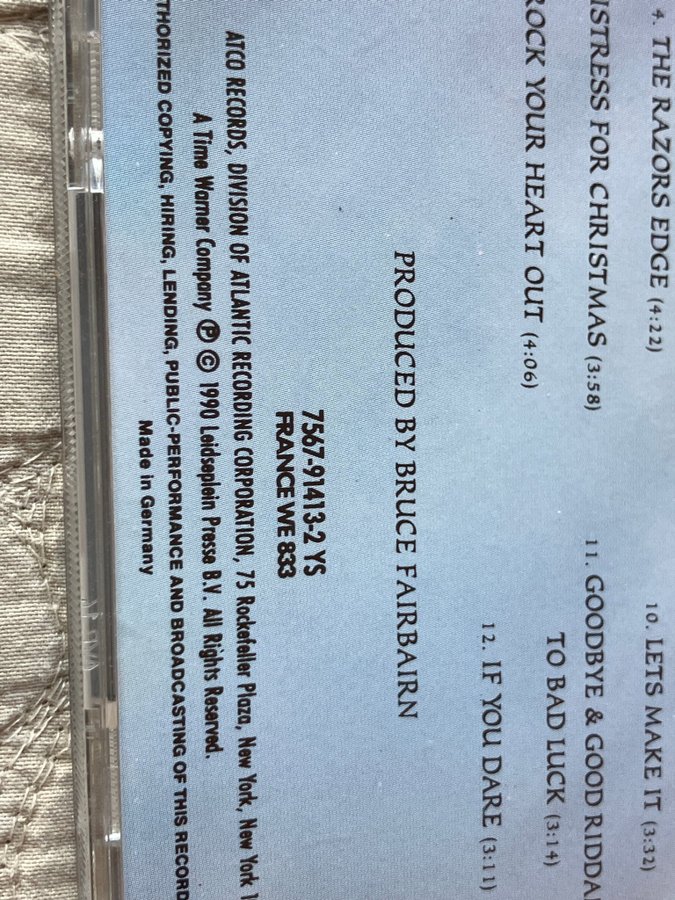 4. THE RAZORS EDGE (4:22)
ISTRESS FOR CHRISTMAS (3:58)
ROCK YOUR HEART OUT (4:06)
10. LETS MAKE IT (3:32)
11. GOODBYE & GOOD RIDDA
TO BAD LUCK (3:14)
12. IF YOU DARE (3:11)
PRODUCED BY BRUCE FAIRBAIRN
7567-91413-2 YS
FRANCE WE 833
ATCO RECORDS, DIVISION OF ATLANTIC RECORDING CORPORATION, 75 Rockefeller Plaza, New York, New York 1
A Time Warner Company ℗ © 1990 Leidseplein Presse B.V. All Rights Reserved.
THORIZED COPYING, HIRING, LENDING, PUBLIC-PERFORMANCE AND BROADCASTING OF THIS RECORD
Made in Germany